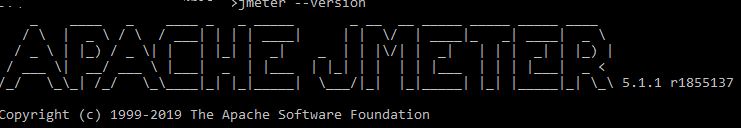 >jmeter --version
APACHE JMETER 5.1.1 r1855137
Copyright (c) 1999-2019 The Apache Software Foundation